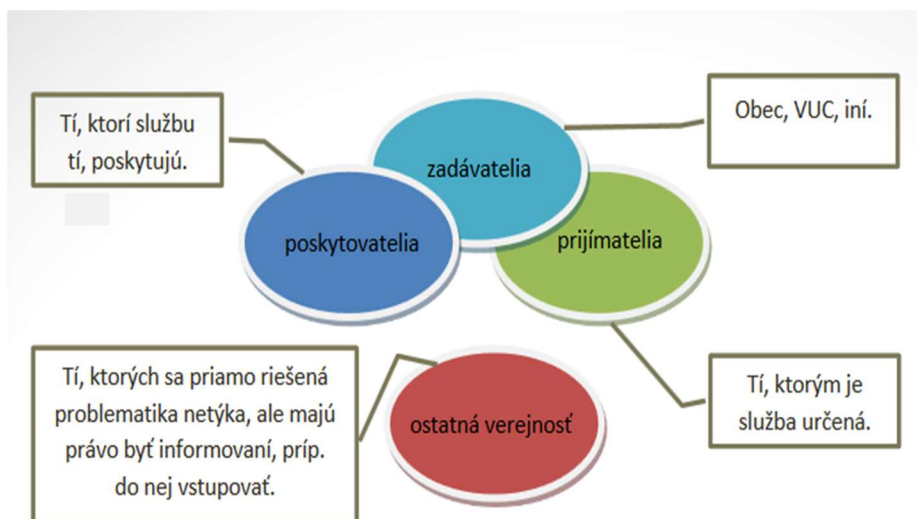 Tí, ktorí službu
tí, poskytujú.
Obec, VUC, iní.
zadávatelia
poskytovatelia
prijímatelia
Tí, ktorých sa priamo riešená
problematika netýka, ale majú
právo byť informovaní, príp.
do nej vstupovať.
ostatná verejnosť
Tí, ktorým je
služba určená.